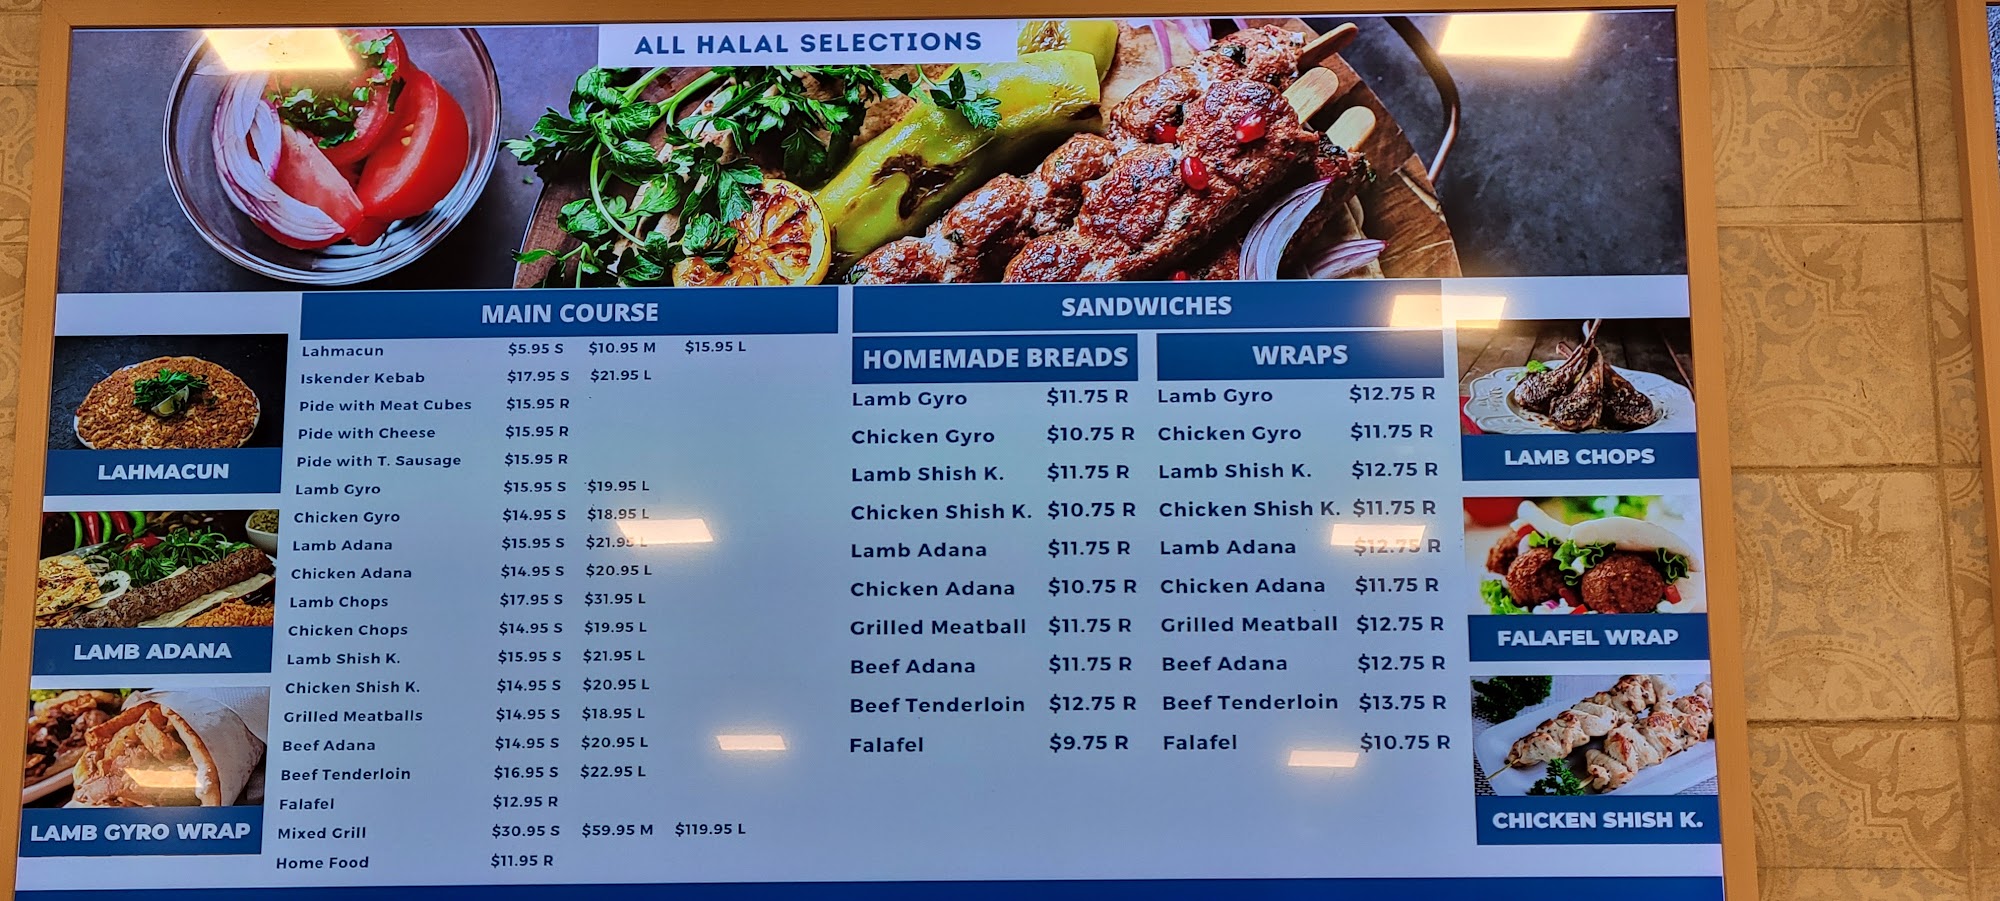 ALL HALAL SELECTIONS
MAIN COURSE
Lahmacun $5.95 S $10.95 M $15.95 L
Iskender Kebab $17.95 S $21.95 L
Pide with Meat Cubes $15.95 R
Pide with Cheese $15.95 R
Pide with T. Sausage $15.95 R
Lamb Gyro $15.95 S $19.95 L
Chicken Gyro $14.95 S $18.95 L
Lamb Adana $15.95 S $21.95 L
Chicken Adana $14.95 S $20.95 L
Lamb Chops $17.95 S $31.95 L
Chicken Chops $14.95 S $19.95 L
Lamb Shish K. $15.95 S $21.95 L
Chicken Shish K. $14.95 S $20.95 L
Grilled Meatballs $14.95 S $18.95 L
Beef Adana $14.95 S $20.95 L
Beef Tenderloin $16.95 S $22.95 L
Falafel $12.95 R
Mixed Grill $30.95 S $59.95 M $119.95 L
Home Food $11.95 R
SANDWICHES
HOMEMADE BREADS
Lamb Gyro $11.75 R
Chicken Gyro $10.75 R
Lamb Shish K. $11.75 R
Chicken Shish K. $10.75 R
Lamb Adana $11.75 R
Chicken Adana $10.75 R
Grilled Meatball $11.75 R
Beef Adana $11.75 R
Beef Tenderloin $12.75 R
Falafel $9.75 R
WRAPS
Lamb Gyro $12.75 R
Chicken Gyro $11.75 R
Lamb Shish K. $12.75 R
Chicken Shish K. $11.75 R
Lamb Adana $12.75 R
Chicken Adana $11.75 R
Grilled Meatball $12.75 R
Beef Adana $12.75 R
Beef Tenderloin $13.75 R
Falafel $10.75 R
LAHMACUN
LAMB ADANA
LAMB GYRO WRAP
LAMB CHOPS
FALAFEL WRAP
CHICKEN SHISH K.